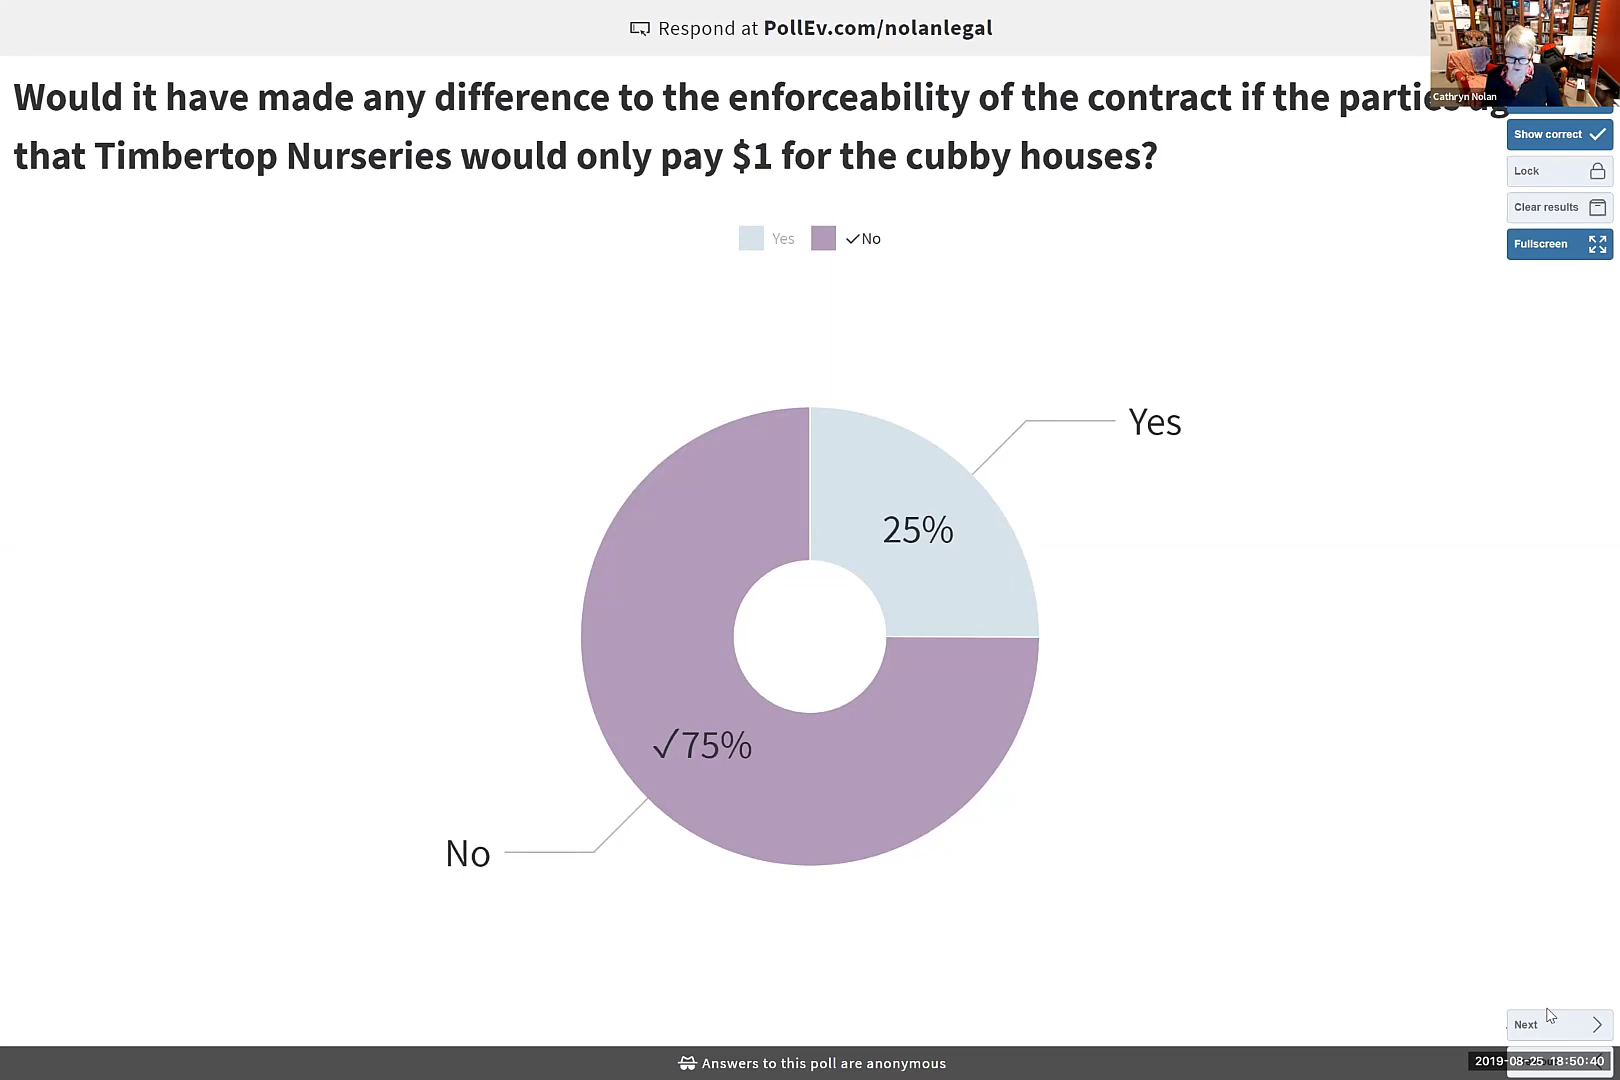 Respond at PollEv.com/nolanlegal
Cathryn Nolan
Would it have made any difference to the enforceability of the contract if the
that Timbertop Nurseries would only pay $1 for the cubby houses?
Show correct
Lock
Clear results
Fullscreen
Yes
✓No
Yes
25%
✓75%
No
Next
Answers to this poll are anonymous
2019-08-25 18:50:40